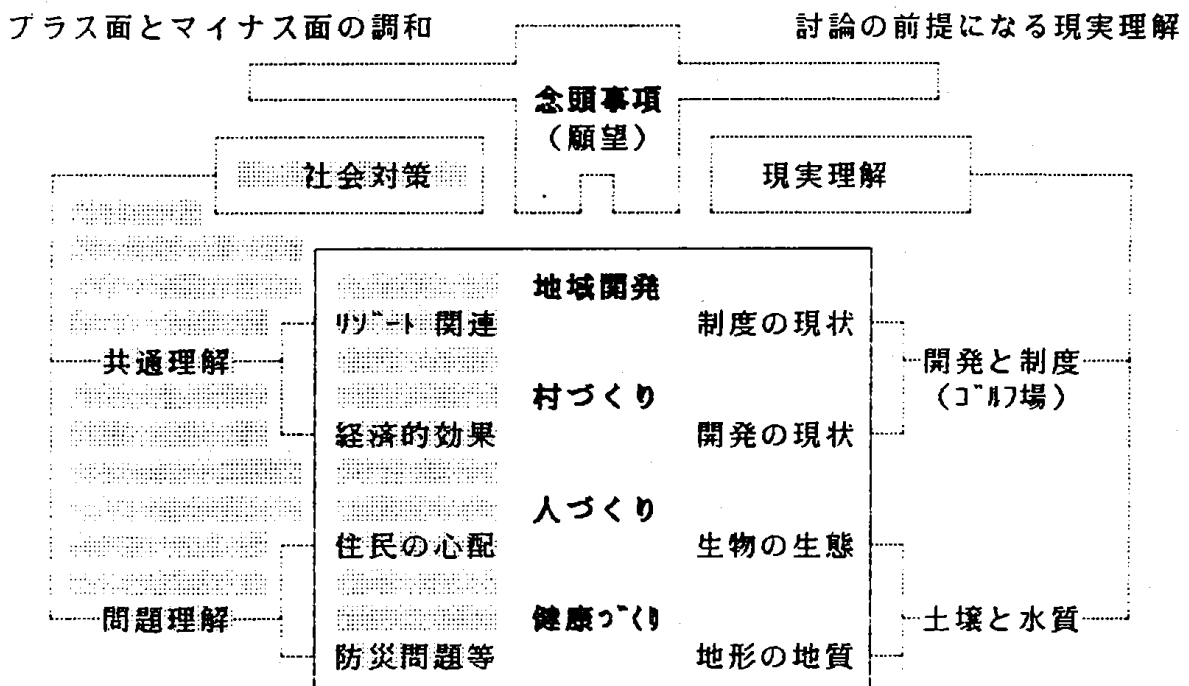 プラス面とマイナス面の調和
討論の前提になる現実理解
念頭事項
（願望）
社会対策
現実理解
地域開発
リゾート 関連
制度の現状
共通理解
開発と制度
村づくり
（ゴルフ場）
経済的効果
開発の現状
人づくり
住民の心配
生物の生態
問題理解
健康づくり
土壌と水質
防災問題等
地形の地質